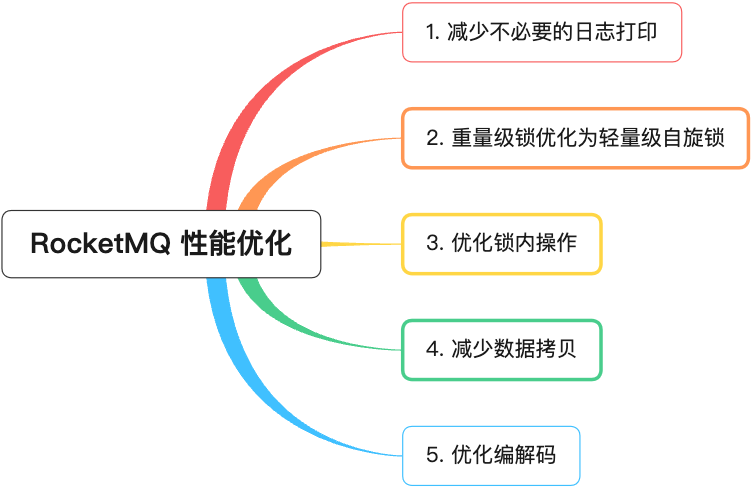 1. 减少不必要的日志打印
2. 重量级锁优化为轻量级自旋锁
RocketMQ 性能优化
3. 优化锁内操作
4. 减少数据拷贝
5. 优化编解码